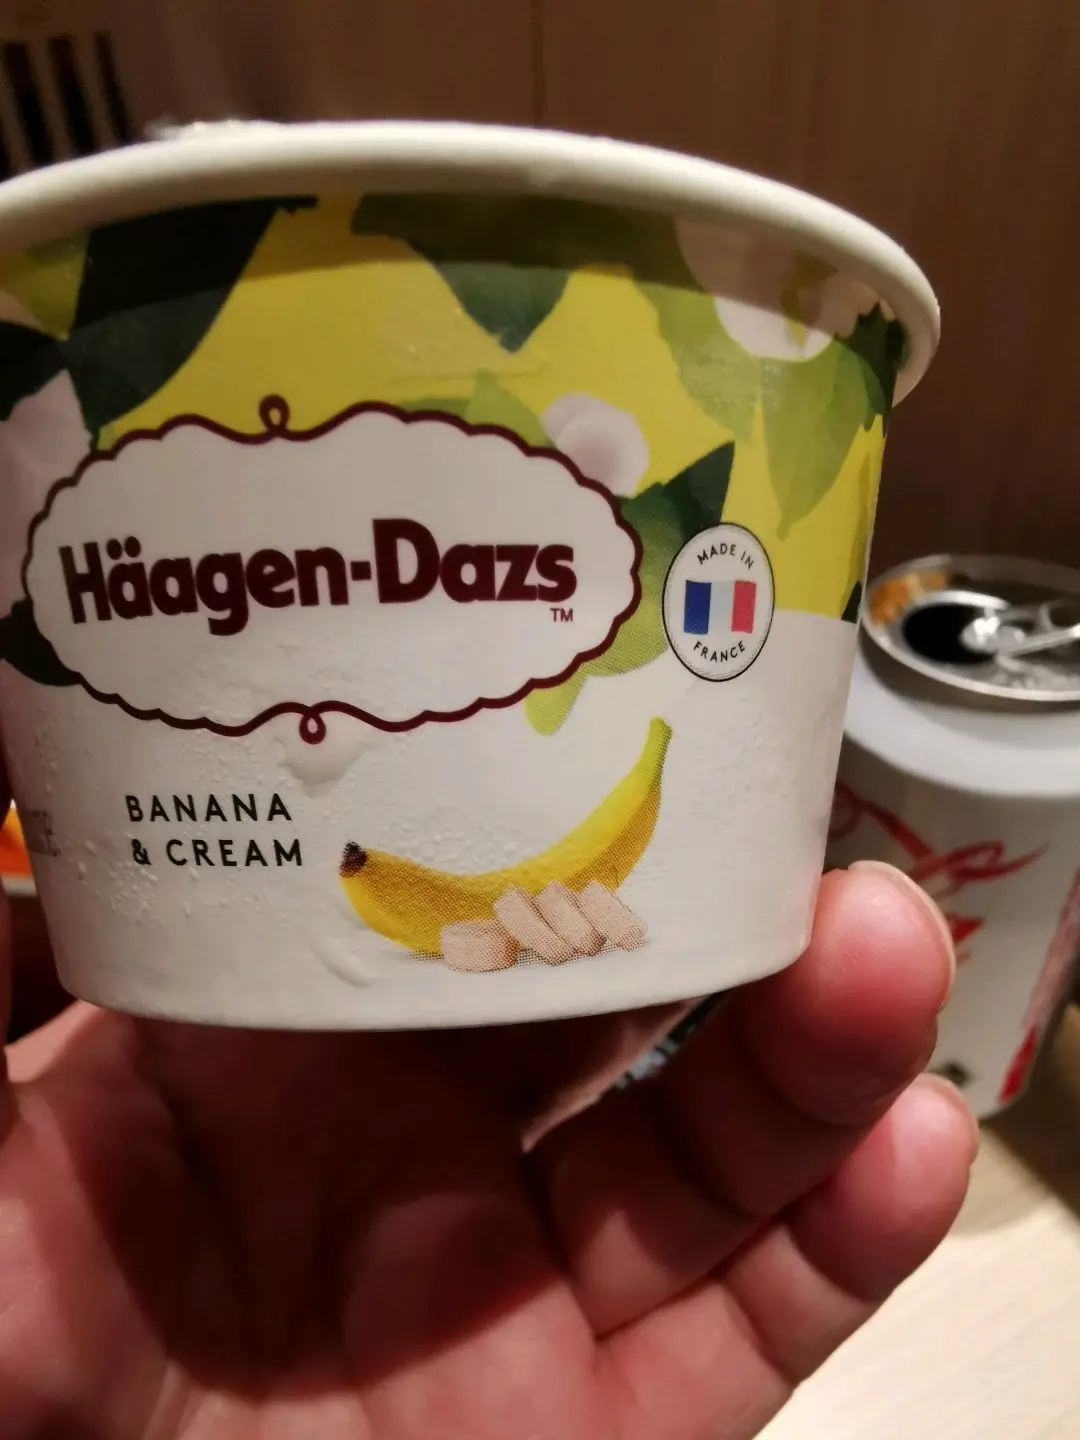 Häagen-Dazs
TM
MADE IN
FRANCE
BANANA
& CREAM